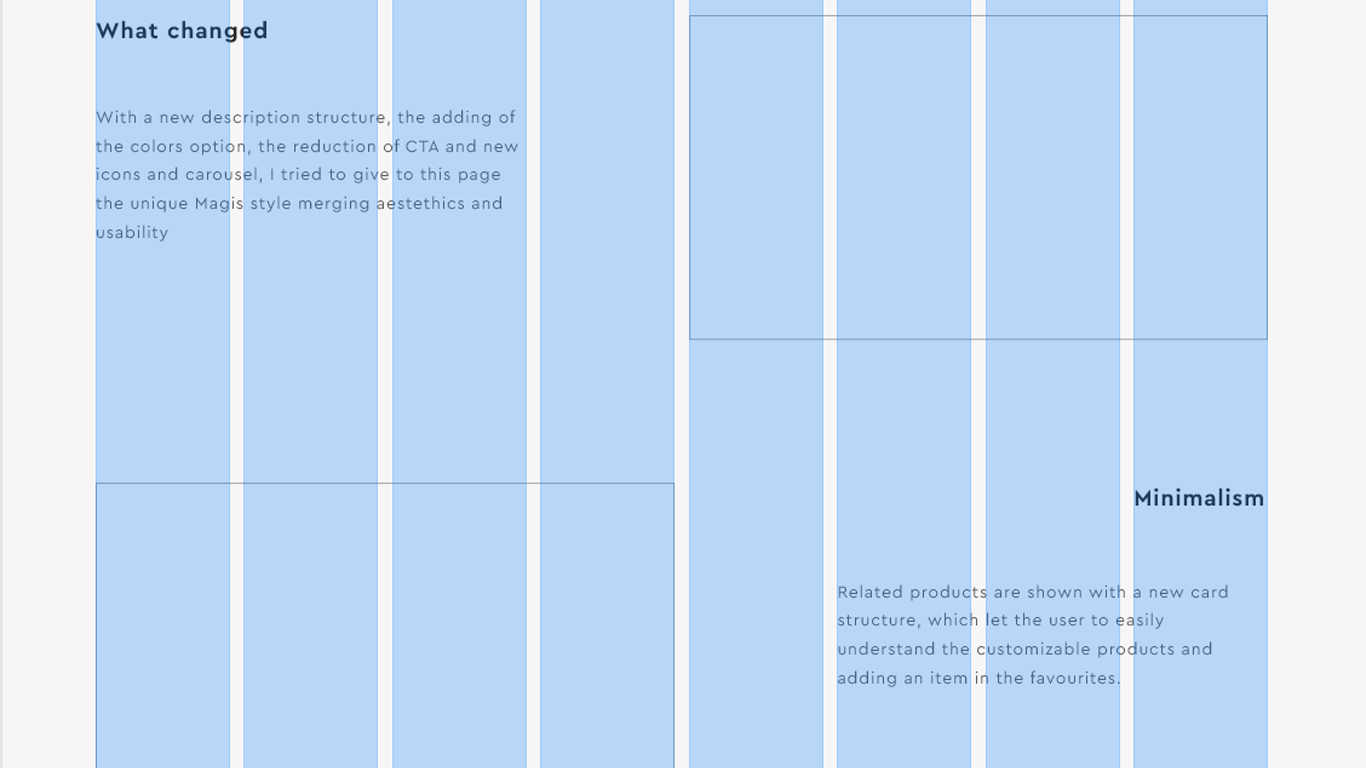 What changed
With a new description structure, the adding of
the colors option, the reduction of CTA and new
icons and carousel, I tried to give to this page
the unique Magis style merging aestethics and
usability
Minimalism
Related products are shown with a new card
structure, which let the user to easily
understand the customizable products and
adding an item in the favourites.